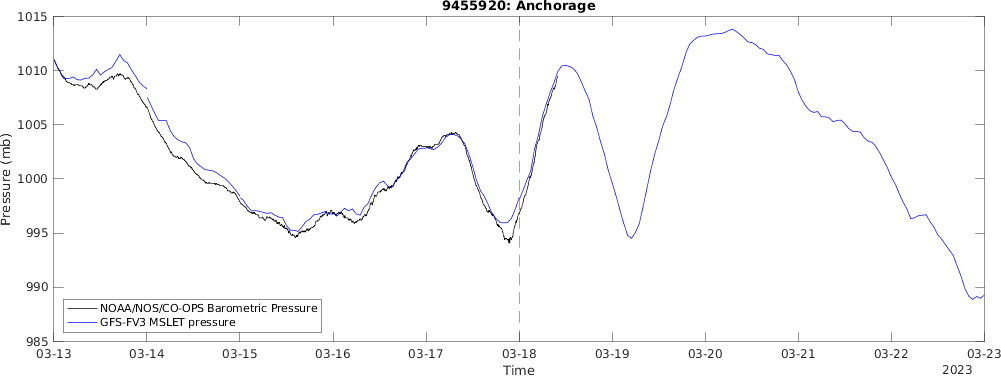 9455920: Anchorage
1015
1010
1005
1000
995
990
985
Pressure (mb)
NOAA/NOS/CO-OPS Barometric Pressure
GFS-FV3 MSLET pressure
03-13 03-14 03-15 03-16 03-17 03-18 03-19 03-20 03-21 03-22 03-23
Time
2023